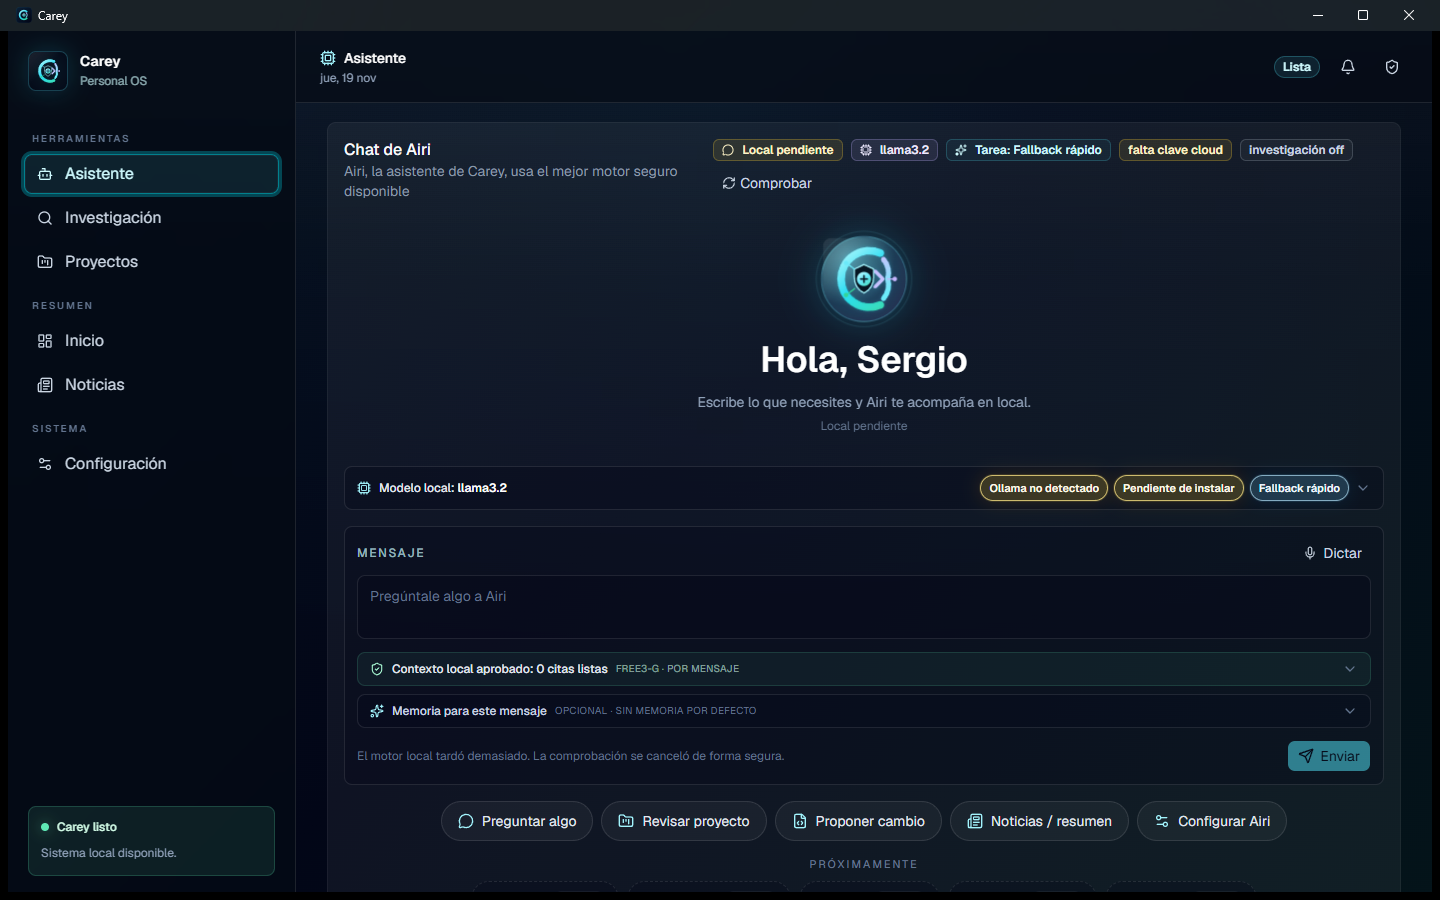 Carey
Carey
Personal OS
HERRAMIENTAS
Asistente
Investigación
Proyectos
RESUMEN
Inicio
Noticias
SISTEMA
Configuración
Carey listo
Sistema local disponible.
Asistente
jue, 19 nov
Lista
Chat de Airi
Airi, la asistente de Carey, usa el mejor motor seguro
disponible
Local pendiente
llama3.2
Tarea: Fallback rápido
falta clave cloud
investigación off
Comprobar
Hola, Sergio
Escribe lo que necesites y Airi te acompaña en local.
Local pendiente
Modelo local: llama3.2
Ollama no detectado
Pendiente de instalar
Fallback rápido
MENSAJE
Dictar
Pregúntale algo a Airi
Contexto local aprobado: 0 citas listas FREE3-G · POR MENSAJE
Memoria para este mensaje OPCIONAL · SIN MEMORIA POR DEFECTO
El motor local tardó demasiado. La comprobación se canceló de forma segura.
Enviar
Preguntar algo
Revisar proyecto
Proponer cambio
Noticias / resumen
Configurar Airi
PRÓXIMAMENTE